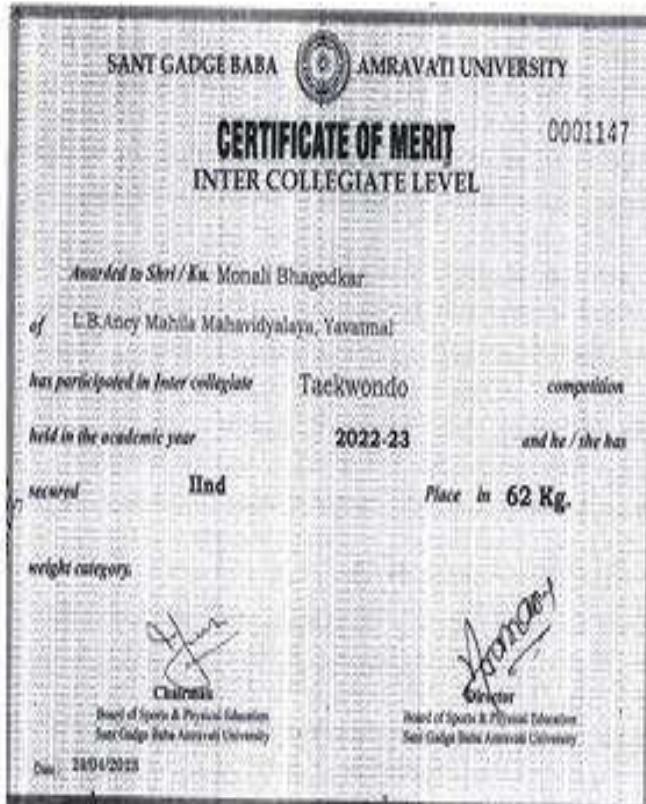 SANT GADGE BABA AMRAVATI UNIVERSITY
CERTIFICATE OF MERIT 0001147
INTER COLLEGIATE LEVEL
Awarded to Shri / Ku. Monali Bhagodkar
of L.B.Aney Mahila Mahavidyalaya, Yavatmal
has participated in Inter collegiate Taekwondo competition
held in the academic year 2022-23 and he / she has
secured IInd Place in 62 Kg.
weight category.
Chairman Director
Board of Sports & Physical Education Board of Sports & Physical Education
Sant Gadge Baba Amravati University Sant Gadge Baba Amravati University
Date :